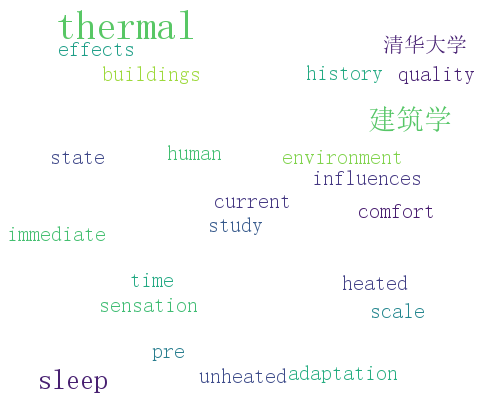 thermal
effects
清华大学
buildings
history
quality
建筑学
state
human
environment
influences
current
comfort
study
immediate
time
heated
sensation
scale
pre
sleep
unheated
adaptation